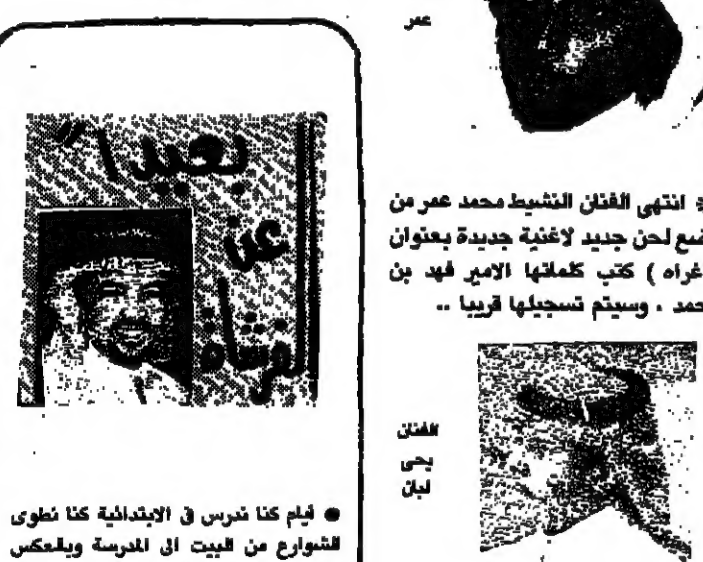 عمر
انتهى الفنان النشيط محمد عمر من
ضع لحن جديد لاغنية جديدة بعنوان
غراه ) كتب كلماتها الامير فهد بن
حمد ، وسيتم تسجيلها قريبا ..
الفنان
يحى
لبان
بعيدا"
عن
● ايام كنا ندرس في الابتدائية كنا نطوى
الشوارع من البيت الى المدرسة وبالعكس